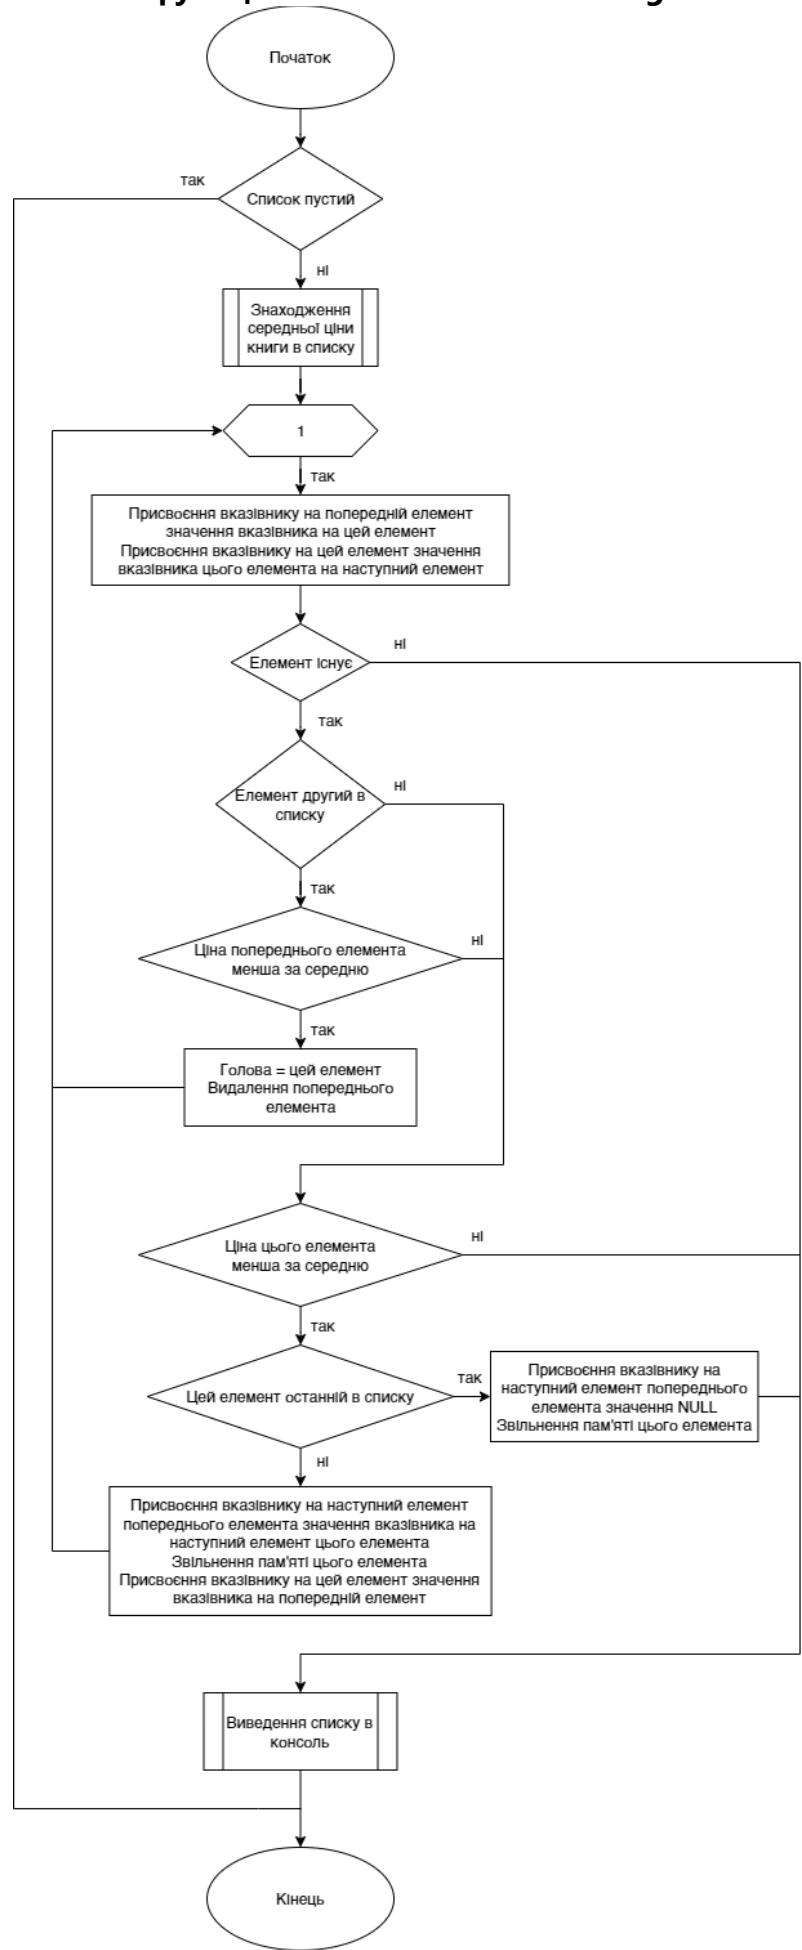 Початок
так
Список пустий
ні
Знаходження
середньої ціни
книги в списку
1
так
Присвоєння вказівнику на попередній елемент
значення вказівника на цей елемент
Присвоєння вказівнику на цей елемент значення
вказівника цього елемента на наступний елемент
ні
Елемент існує
так
ні
Елемент другий в
списку
так
ні
Ціна попереднього елемента
менша за середню
так
Голова = цей елемент
Видалення попереднього
елемента
ні
Ціна цього елемента
менша за середню
так
Цей елемент останній в списку
так
Присвоєння вказівнику на
наступний елемент попереднього
елемента значення NULL
Звільнення пам'яті цього елемента
ні
Присвоєння вказівнику на наступний елемент
попереднього елемента значення вказівника на
наступний елемент цього елемента
Звільнення пам'яті цього елемента
Присвоєння вказівнику на цей елемент значення
вказівника на попередній елемент
Виведення списку в
консоль
Кінець